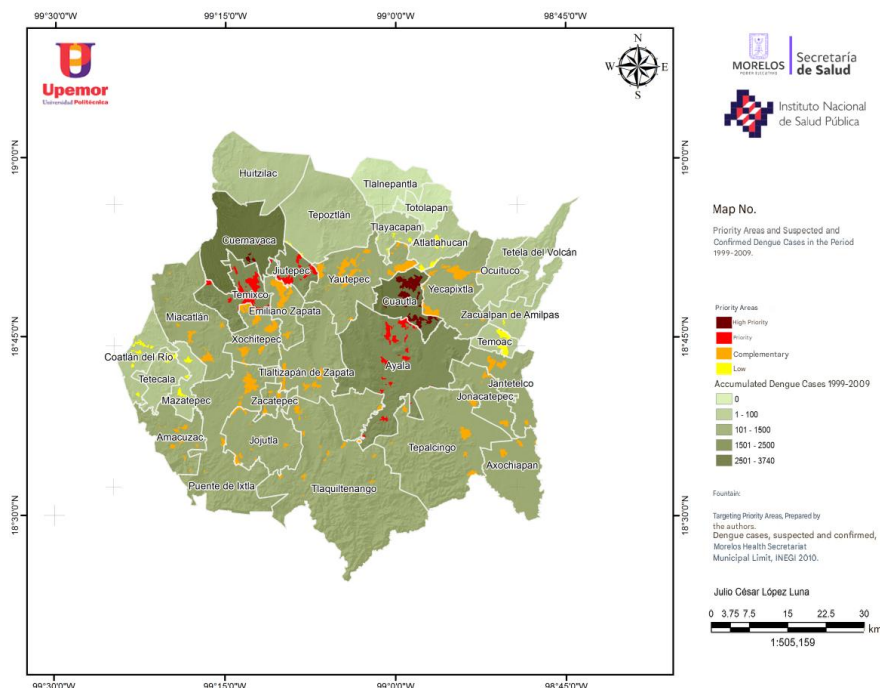 99°30'0"W 99°15'0"W 99°0'0"W 98°45'0"W
Upemor
Universidad Politécnica
N
W E
S
MORELOS
PODER EJECUTIVO
Secretaría
de Salud
Instituto Nacional
de Salud Pública
19°0'0"N
18°45'0"N
18°30'0"N
19°0'0"N
18°45'0"N
18°30'0"N
Huitzilac
Tlalnepantla
Totolapan
Tepoztlán
Tlayacapan
Atlatlahucan
Cuernavaca
Tetela del Volcán
Jiutepec
Ocuituco
Yautepec
Yecapixtla
Temixco
Cuautla
Emiliano Zapata
Zacualpan de Amilpas
Miacatlán
Xochitepec
Temoac
Coatlán del Río
Ayala
Tlaltizapán de Zapata
Tetecala
Jantetelco
Jonacatepec
Mazatepec
Zacatepec
Amacuzac
Jojutla
Tepalcingo
Axochiapan
Puente de Ixtla
Tlaquiltenango
99°30'0"W 99°15'0"W 99°0'0"W 98°45'0"W
Map No.
Priority Areas and Suspected and
Confirmed Dengue Cases in the Period
1999-2009.
Priority Areas
High Priority
Priority
Complementary
Low
Accumulated Dengue Cases 1999-2009
0
1 - 100
101 - 1500
1501 - 2500
2501 - 3740
Fountain:
Targeting Priority Areas, Prepared by
the authors.
Dengue cases, suspected and confirmed,
Morelos Health Secretariat
Municipal Limit, INEGI 2010.
Julio César López Luna
0 3.75 7.5 15 22.5 30
km
1:505,159